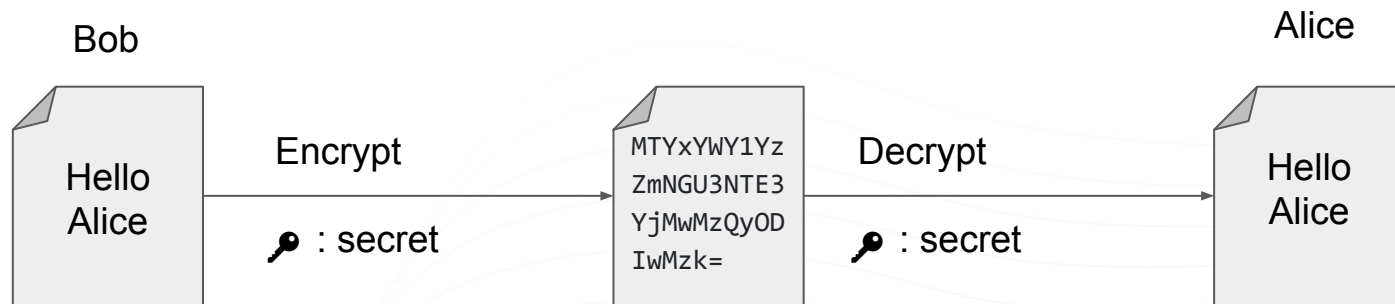 Bob
Alice
Hello
Alice
Encrypt
: secret
MTYxYWY1Yz
ZmNGU3NTE3
YjMwMzQyOD
IwMzk=
Decrypt
: secret
Hello
Alice